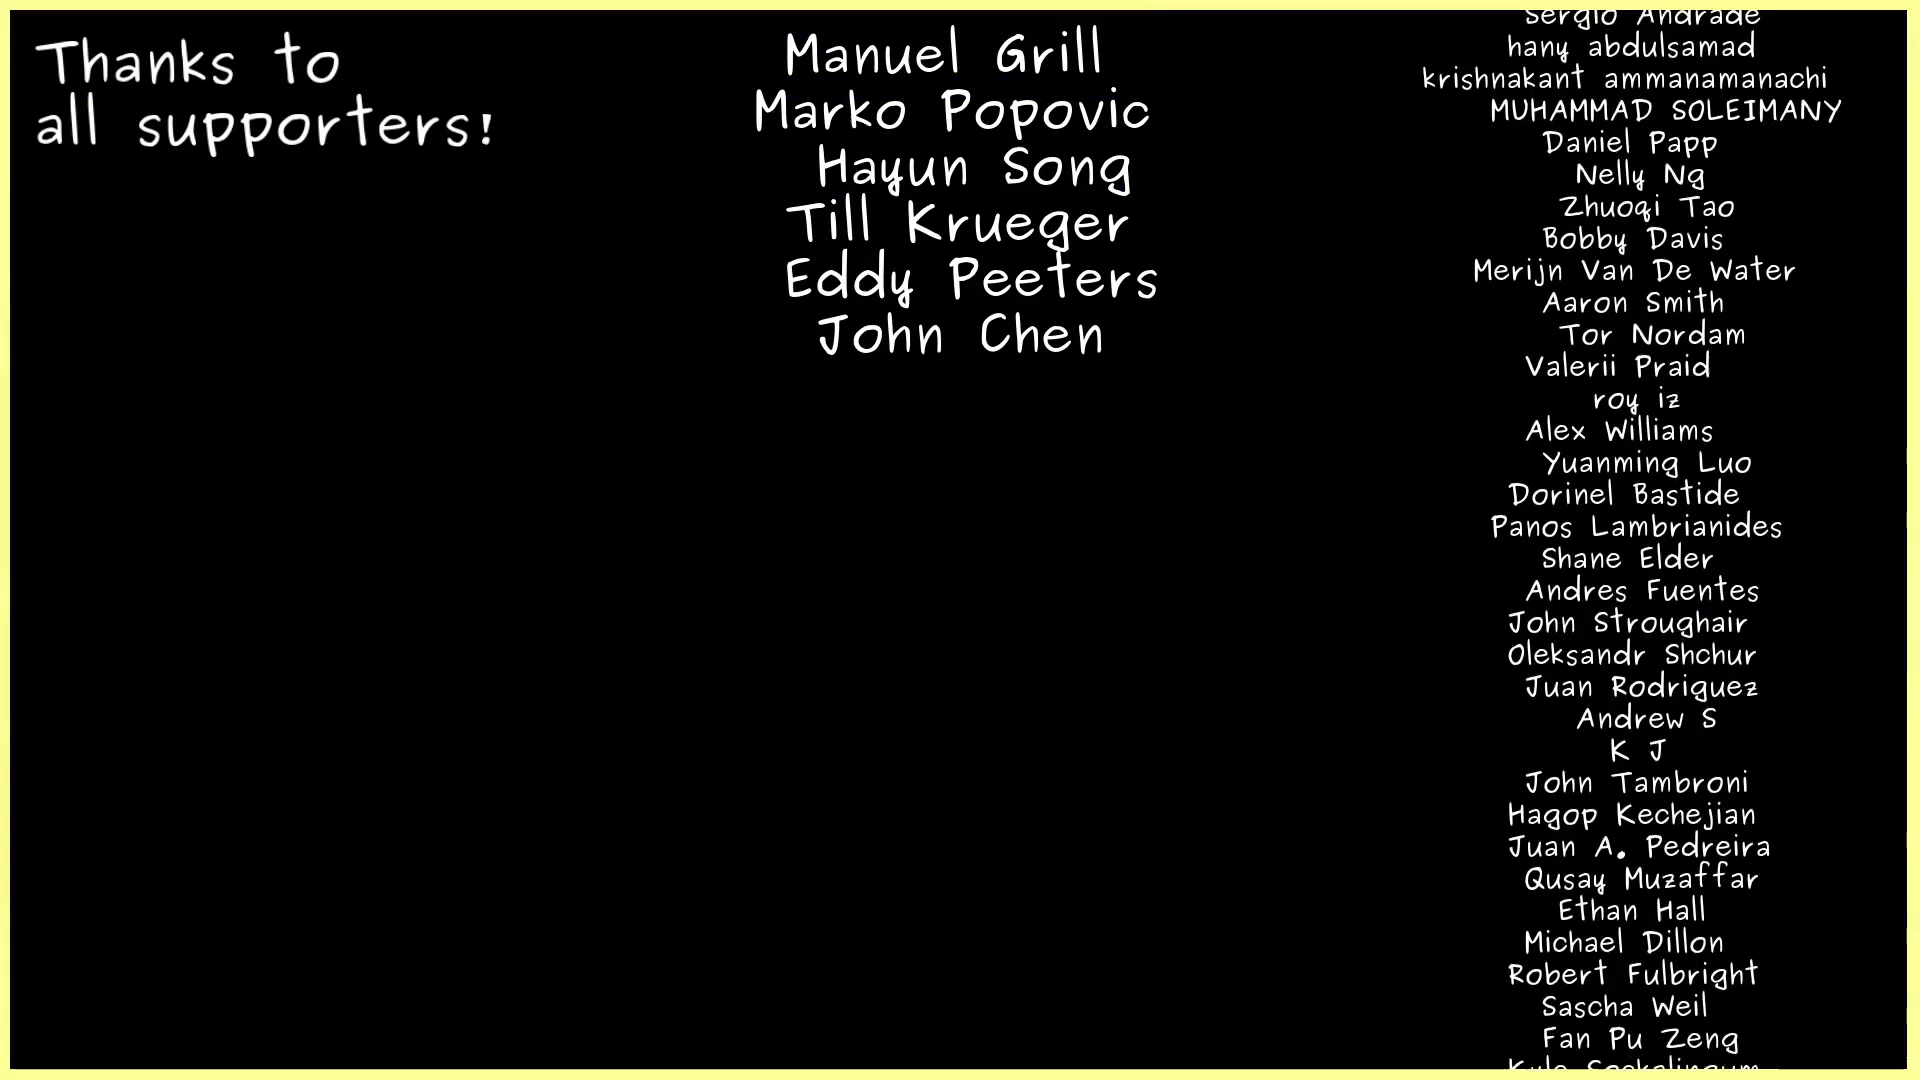 Thanks to
all supporters!
Manuel Grill
Marko Popovic
Hayun Song
Till Krueger
Eddy Peeters
John Chen
Sergio Andrade
hany abdulsamad
krishnakant ammanamanachi
MUHAMMAD SOLEIMANY
Daniel Papp
Nelly Ng
Zhuoqi Tao
Bobby Davis
Merijn Van De Water
Aaron Smith
Tor Nordam
Valerii Praid
roy iz
Alex Williams
Yuanming Luo
Dorinel Bastide
Panos Lambrianides
Shane Elder
Andres Fuentes
John Stroughair
Oleksandr Shchur
Juan Rodriguez
Andrew S
K J
John Tambroni
Hagop Kechejian
Juan A. Pedreira
Qusay Muzaffar
Ethan Hall
Michael Dillon
Robert Fulbright
Sascha Weil
Fan Pu Zeng